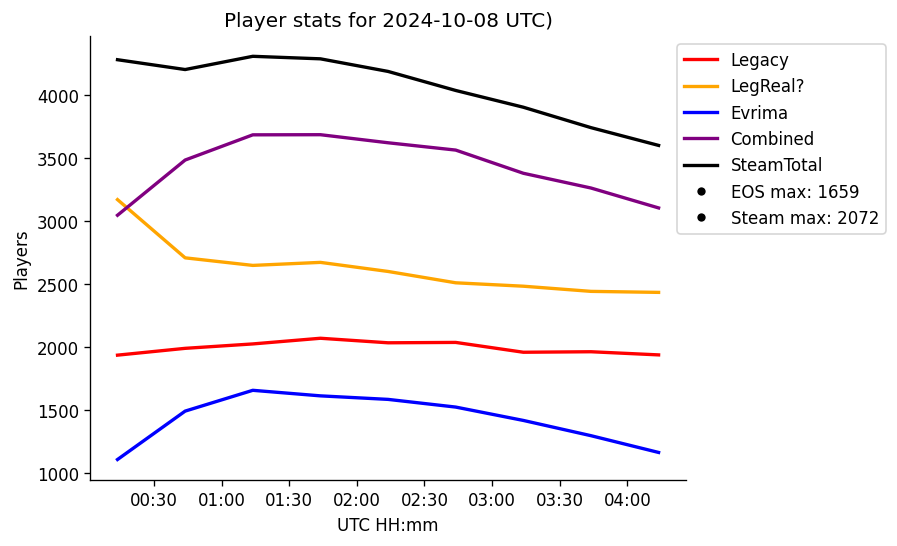 Player stats for 2024-10-08 UTC)
Players
4000
3500
3000
2500
2000
1500
1000
00:30 01:00 01:30 02:00 02:30 03:00 03:30 04:00
UTC HH:mm
Legacy
LegReal?
Evrima
Combined
SteamTotal
EOS max: 1659
Steam max: 2072